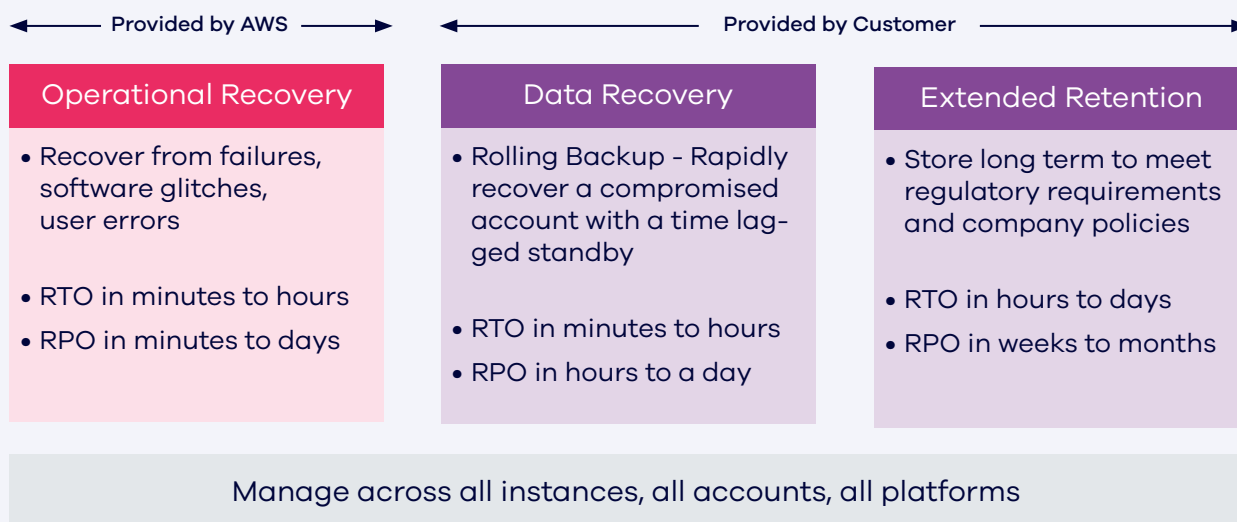 Provided by AWS
Provided by Customer
Operational Recovery
• Recover from failures,
software glitches,
user errors
• RTO in minutes to hours
• RPO in minutes to days
Data Recovery
• Rolling Backup - Rapidly
recover a compromised
account with a time lag-
ged standby
• RTO in minutes to hours
• RPO in hours to a day
Extended Retention
• Store long term to meet
regulatory requirements
and company policies
• RTO in hours to days
• RPO in weeks to months
Manage across all instances, all accounts, all platforms